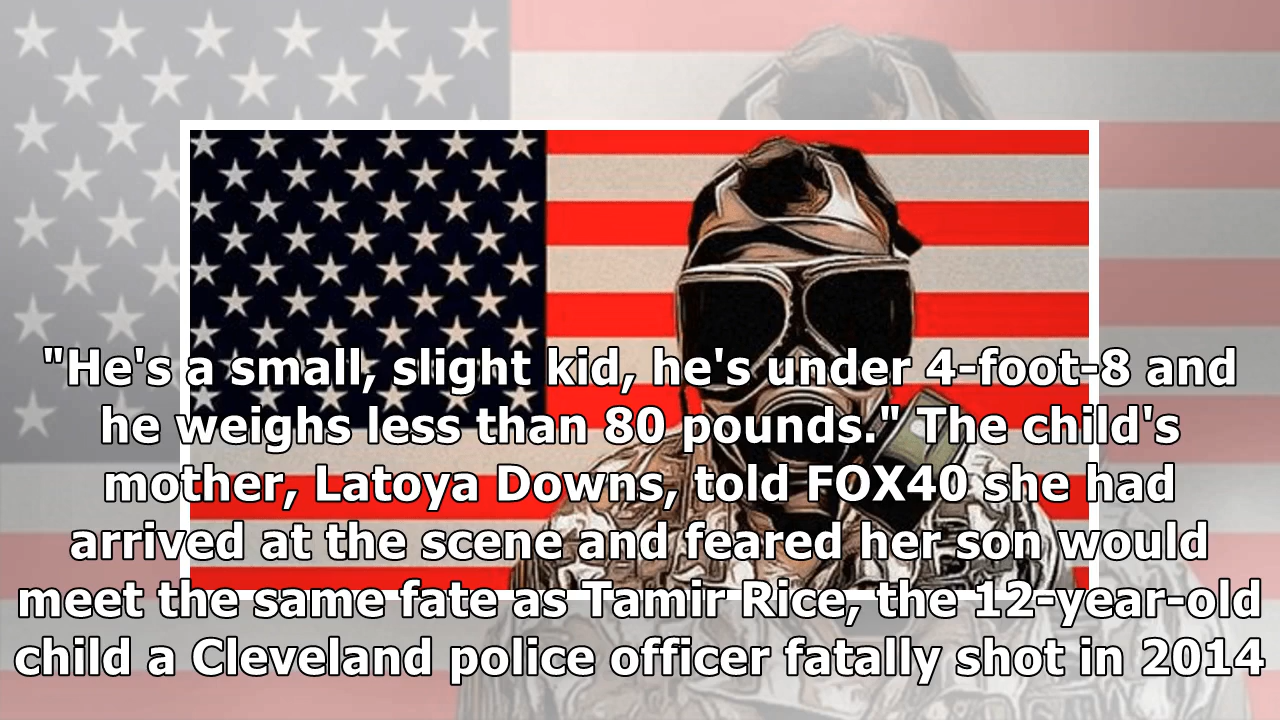 "He's a small, slight kid, he's under 4-foot-8 and
he weighs less than 80 pounds." The child's
mother, Latoya Downs, told FOX40 she had
arrived at the scene and feared her son would
meet the same fate as Tamir Rice, the 12-year-old
child a Cleveland police officer fatally shot in 2014